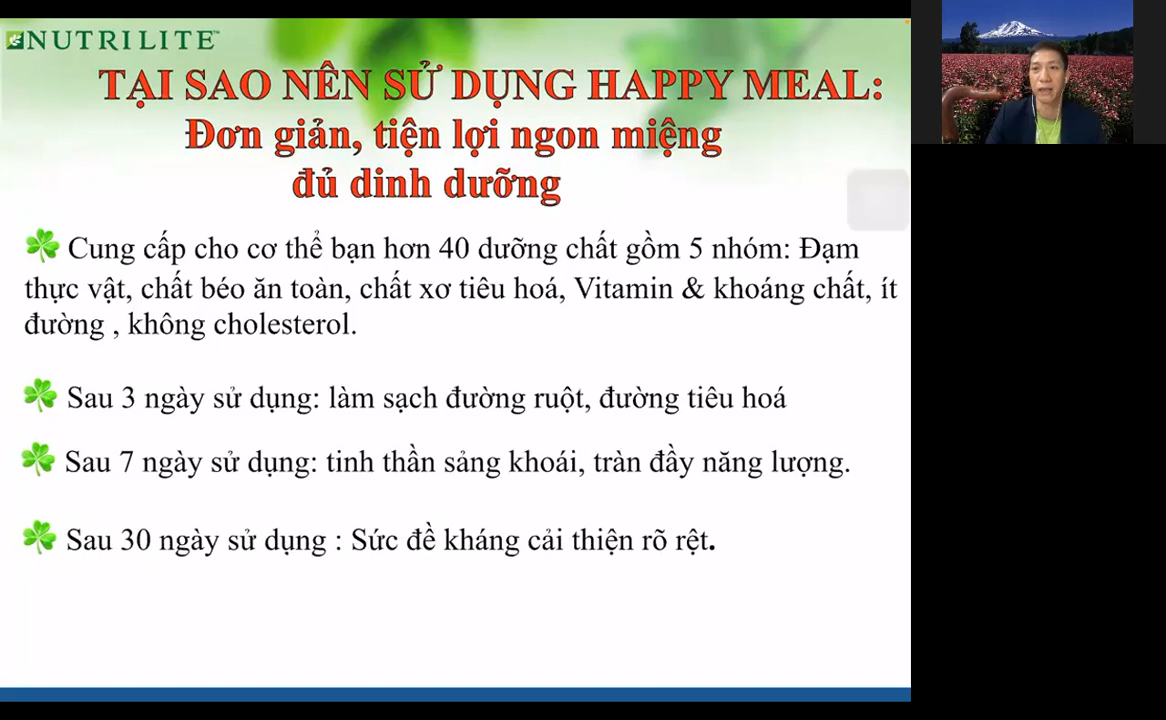 NUTRILITE™
TẠI SAO NÊN SỬ DỤNG HAPPY MEAL:
Đơn giản, tiện lợi ngon miệng
đủ dinh dưỡng
Cung cấp cho cơ thể bạn hơn 40 dưỡng chất gồm 5 nhóm: Đạm
thực vật, chất béo ăn toàn, chất xơ tiêu hoá, Vitamin & khoáng chất, ít
đường , không cholesterol.
Sau 3 ngày sử dụng: làm sạch đường ruột, đường tiêu hoá
Sau 7 ngày sử dụng: tinh thần sảng khoái, tràn đầy năng lượng.
Sau 30 ngày sử dụng : Sức đề kháng cải thiện rõ rệt.